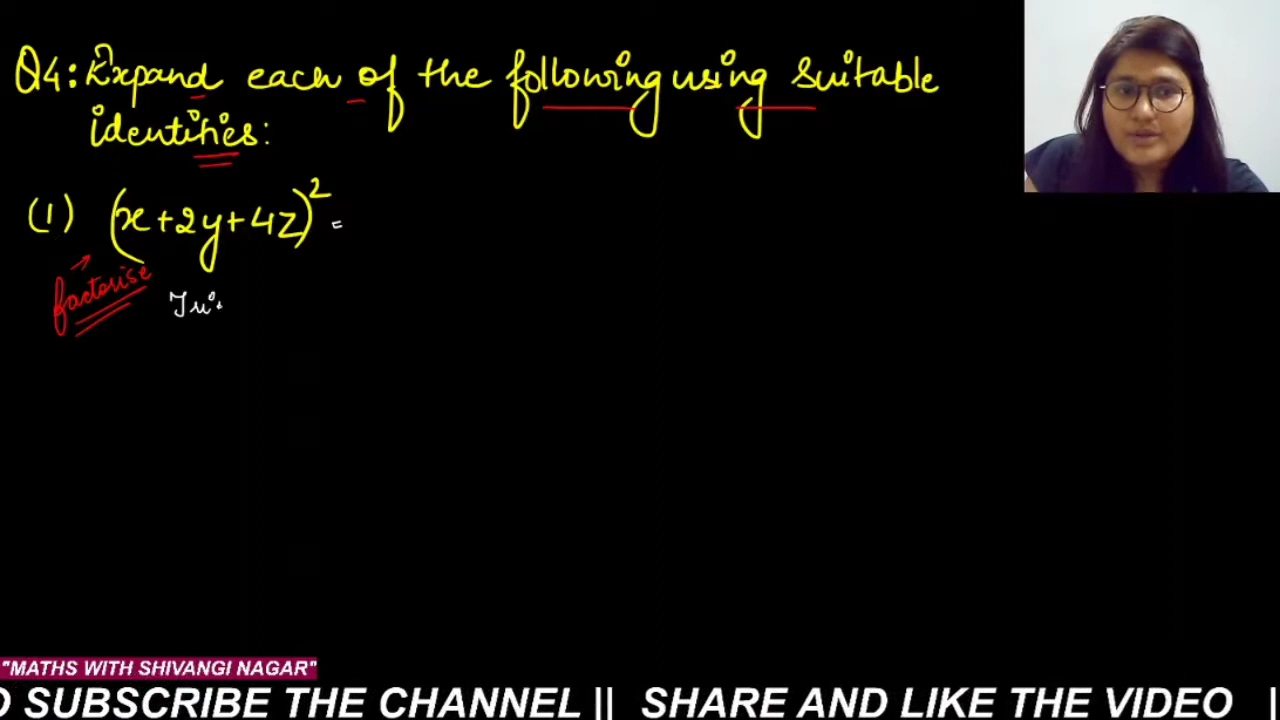 Q4: Expand each of the following using suitable
identities:
(1) (x+2y+4z)² =
factorise
"MATHS WITH SHIVANGI NAGAR"
SUBSCRIBE THE CHANNEL || SHARE AND LIKE THE VIDEO ||